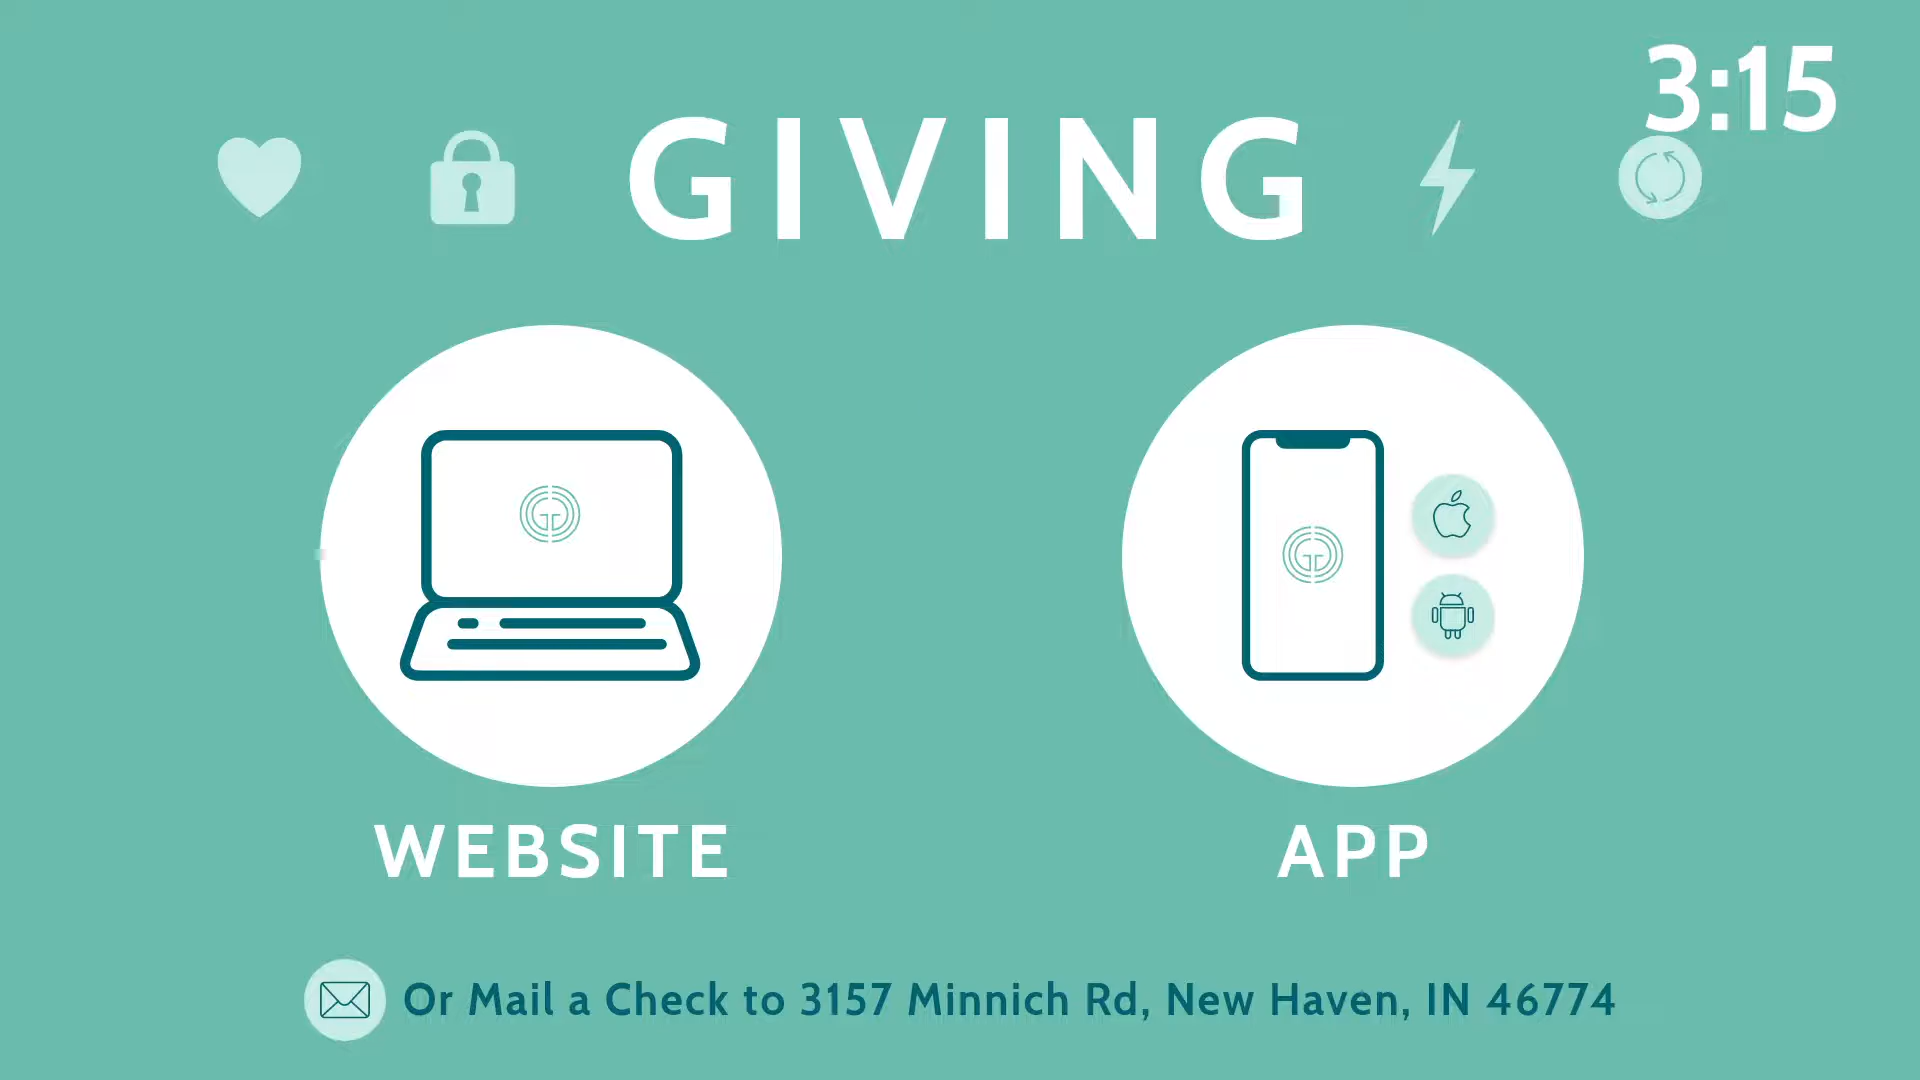 3:15
GIVING
WEBSITE
APP
Or Mail a Check to 3157 Minnich Rd, New Haven, IN 46774